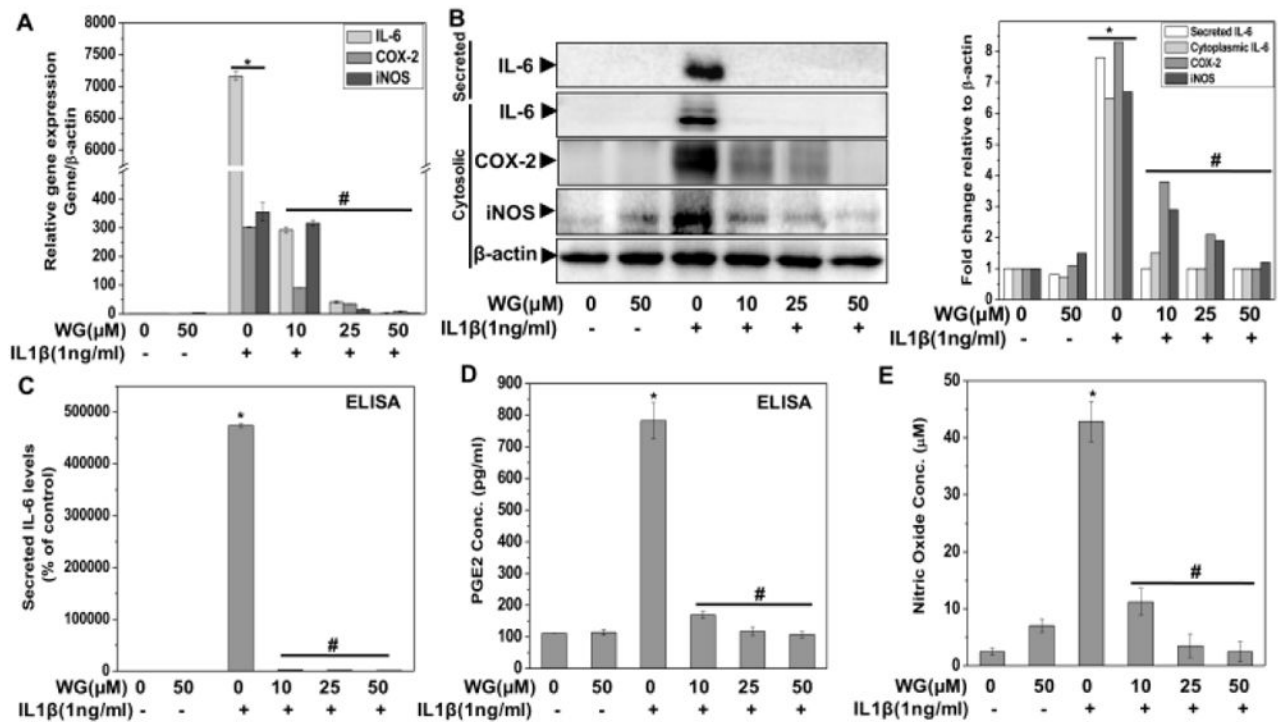 A
Relative gene expression
Gene/β-actin
8000
7500
7000
6500
6000
400
300
200
100
0
IL-6
COX-2
iNOS
*
#
WG(µM) 0 50 0 10 25 50
IL1β(1ng/ml) - - + + + +
B
Secreted
Cytosolic
IL-6
IL-6
COX-2
iNOS
β-actin
WG(µM) 0 50 0 10 25 50
IL1β(1ng/ml) - - + + + +
Fold change relative to β-actin
8
7
6
5
4
3
2
1
0
Secreted IL-6
Cytoplasmic IL-6
COX-2
iNOS
*
#
WG(µM) 0 50 0 10 25 50
IL1β(1ng/ml) - - + + + +
C
Secreted IL-6 levels
(% of control)
500000
400000
300000
200000
100000
0
ELISA
*
#
WG(µM) 0 50 0 10 25 50
IL1β(1ng/ml) - - + + + +
D
PGE2 Conc. (pg/ml)
900
800
700
600
500
400
300
200
100
0
ELISA
*
#
WG(µM) 0 50 0 10 25 50
IL1β(1ng/ml) - - + + + +
E
Nitric Oxide Conc. (µM)
50
40
30
20
10
0
*
#
WG(µM) 0 50 0 10 25 50
IL1β(1ng/ml) - - + + + +